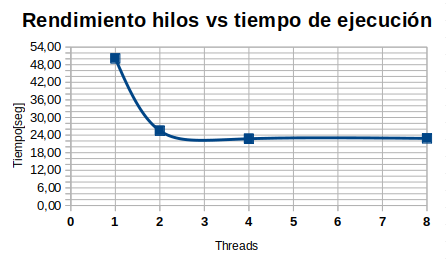 Rendimiento hilos vs tiempo de ejecución
Tiempo[seg]
54,00
48,00
42,00
36,00
30,00
24,00
18,00
12,00
6,00
0,00
0 1 2 3 4 5 6 7 8
Threads